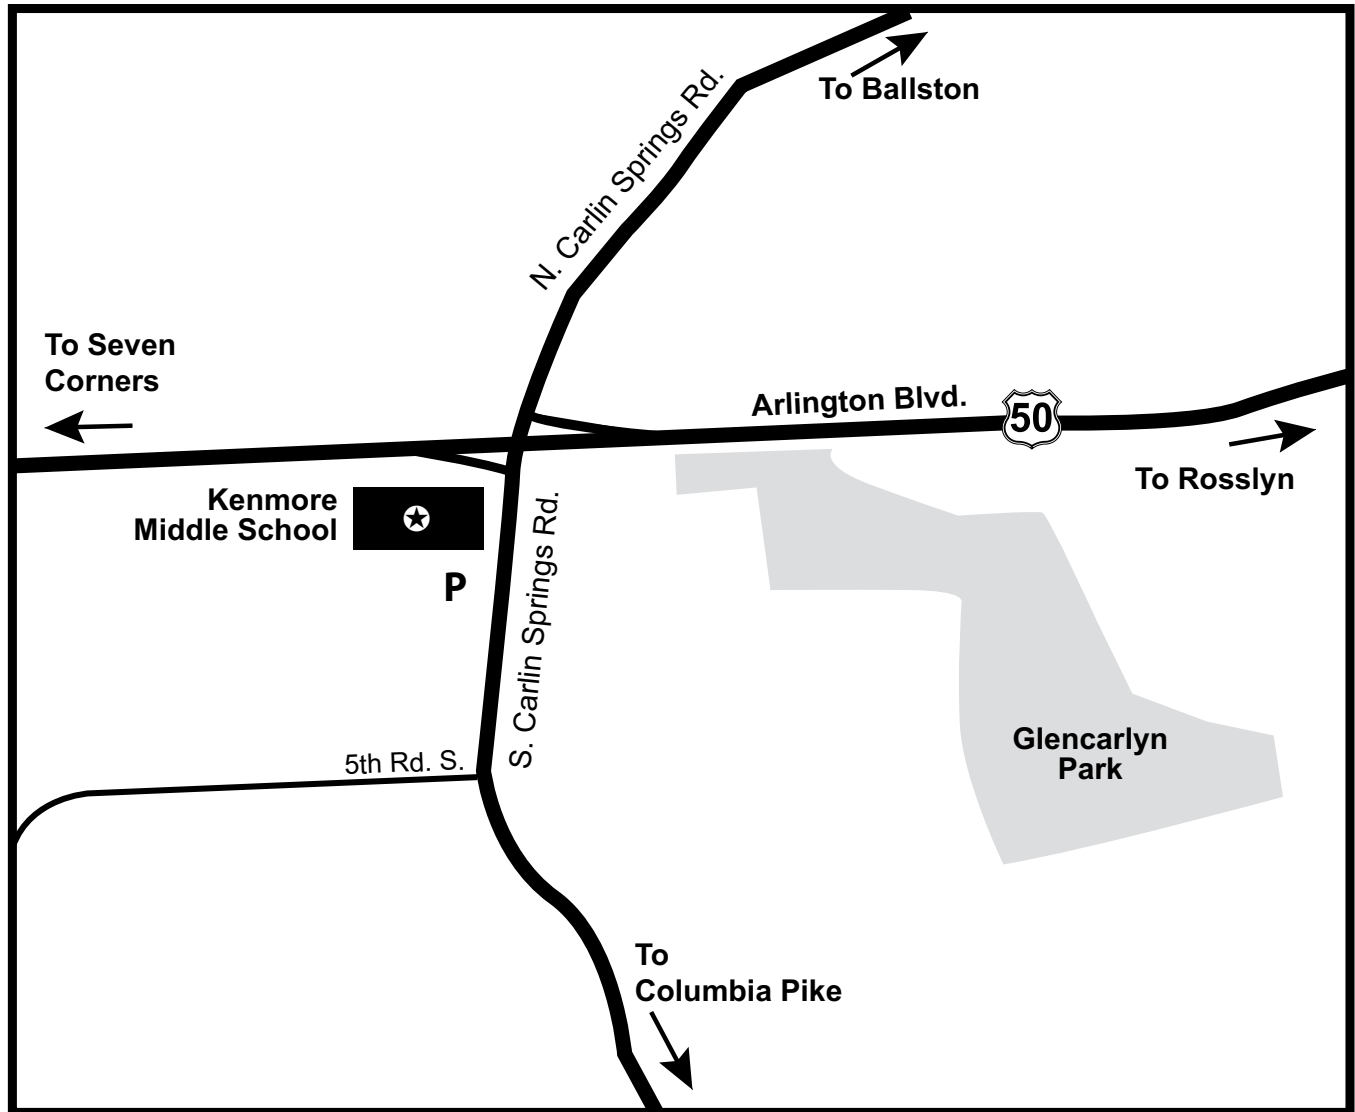 To Ballston
N. Carlin Springs Rd.
To Seven
Corners
Arlington Blvd.
50
To Rosslyn
Kenmore
Middle School
P
S. Carlin Springs Rd.
5th Rd. S.
Glencarlyn
Park
To
Columbia Pike